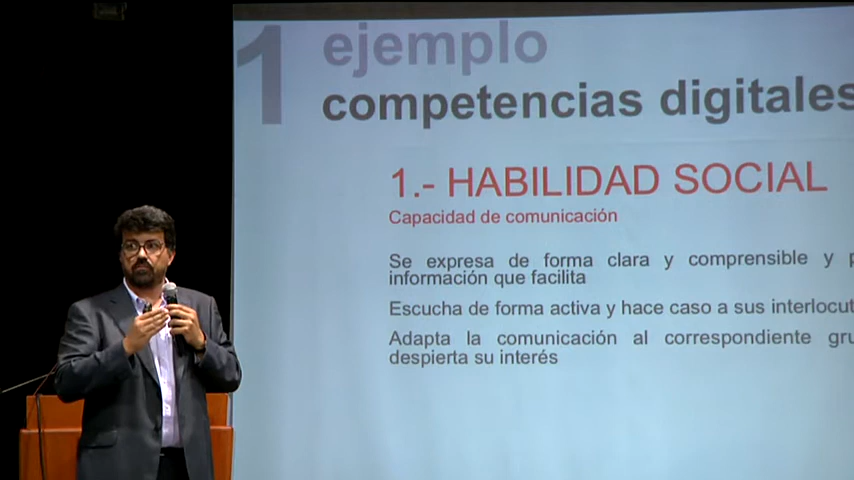 1 ejemplo
competencias digitales
1.- HABILIDAD SOCIAL
Capacidad de comunicación
Se expresa de forma clara y comprensible y
información que facilita
Escucha de forma activa y hace caso a sus
Adapta la comunicación al correspondiente
despierta su interés